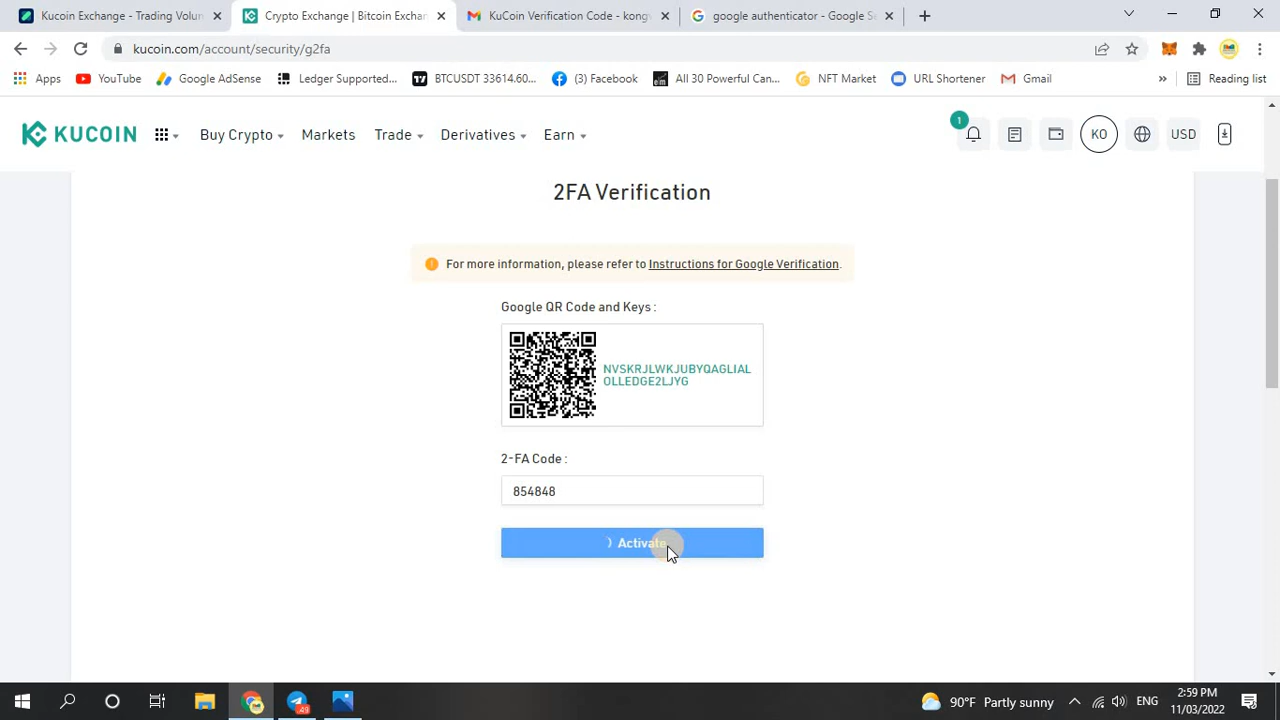 Kucoin Exchange - Trading Volum
Crypto Exchange | Bitcoin Exchan
KuCoin Verification Code - kong
google authenticator - Google Se
kucoin.com/account/security/g2fa
Apps
YouTube
Google AdSense
Ledger Supported...
BTCUSDT 33614.60...
(3) Facebook
All 30 Powerful Can...
NFT Market
URL Shortener
Gmail
»
Reading list
KUCOIN
Buy Crypto
Markets
Trade
Derivatives
Earn
1
KO
USD
2FA Verification
For more information, please refer to Instructions for Google Verification.
Google QR Code and Keys :
NVSKRJLWKJUBYQAGLIAL
OLLEDGE2LJYG
2-FA Code :
854848
Activate
49
90°F Partly sunny
ENG
2:59 PM
11/03/2022